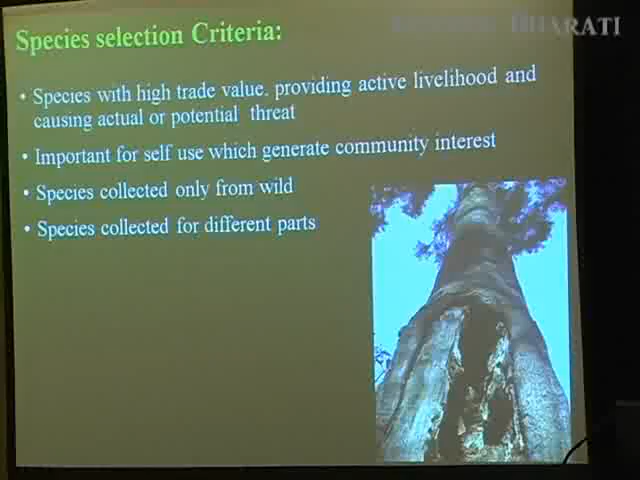 BHARATI
Species selection Criteria:
• Species with high trade value, providing active livelihood and
causing actual or potential threat
• Important for self use which generate community interest
• Species collected only from wild
• Species collected for different parts